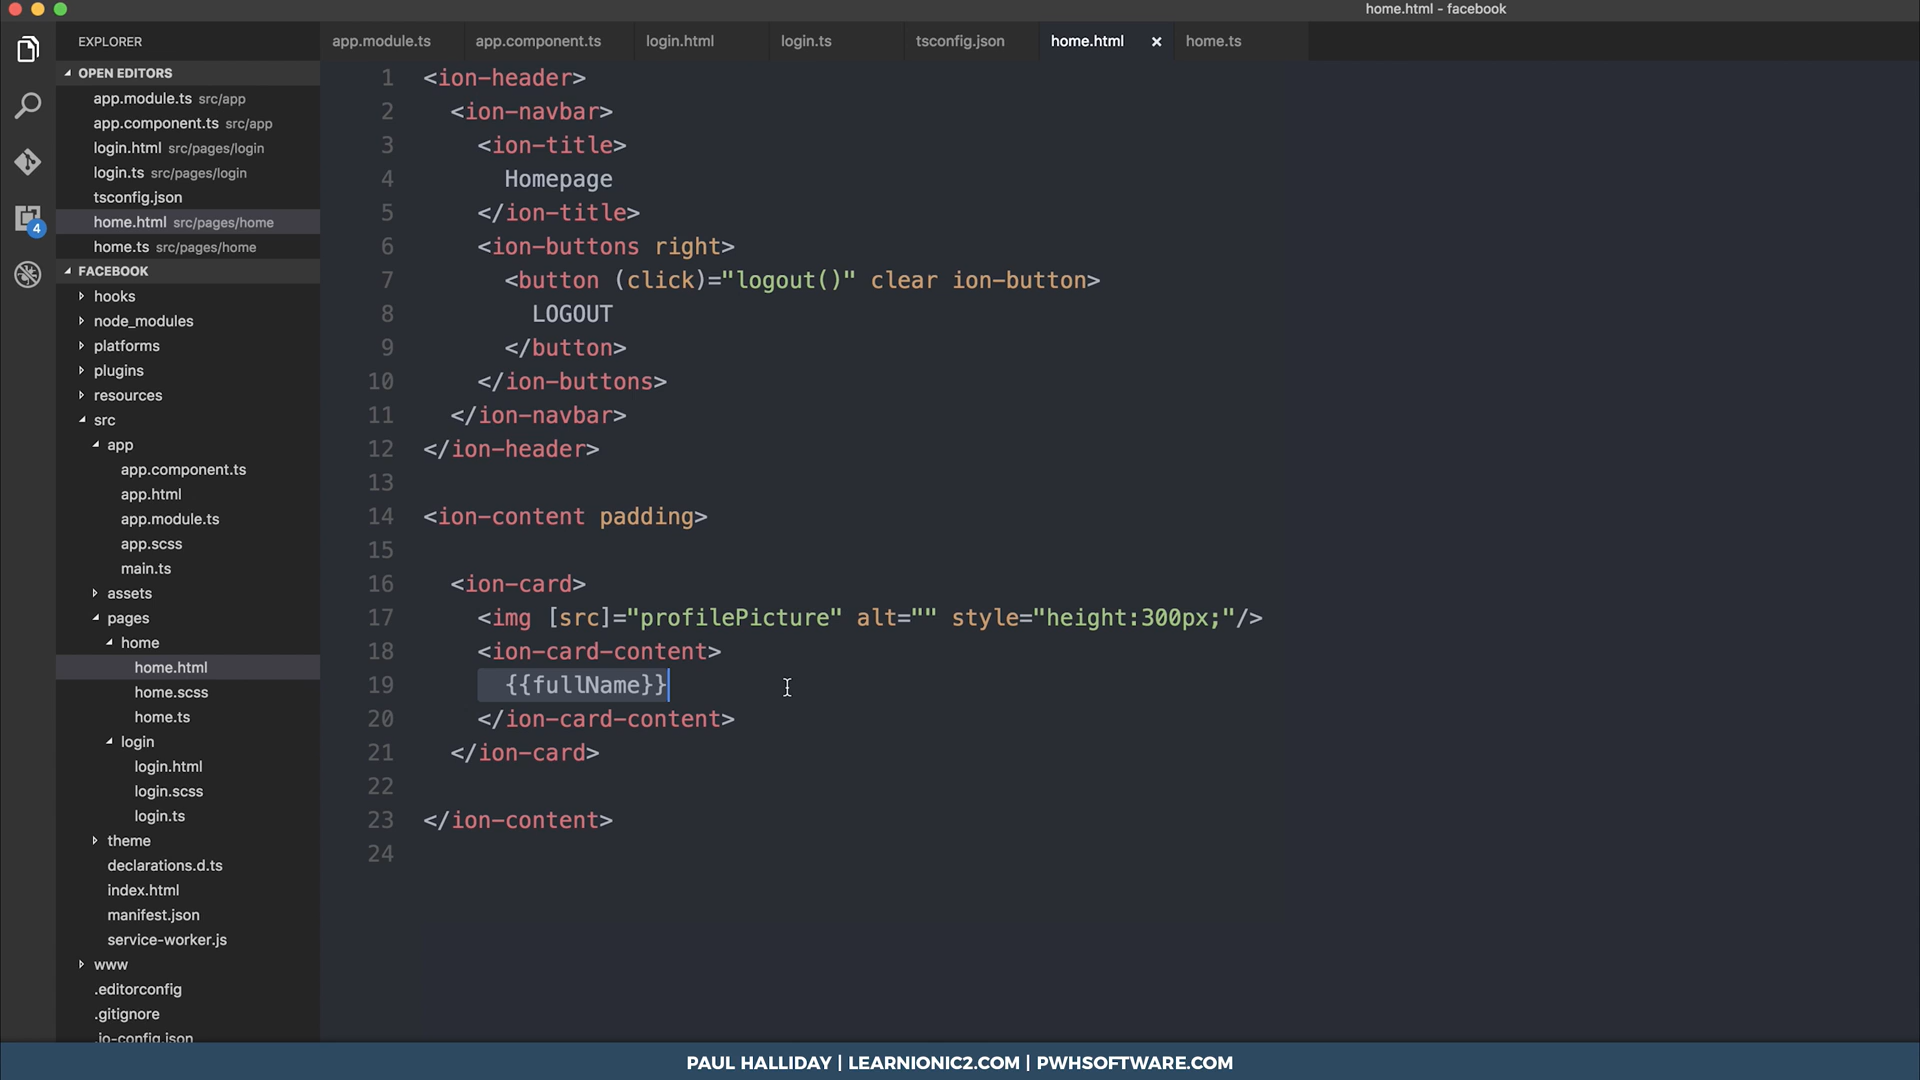 home.html - facebook
EXPLORER
OPEN EDITORS
app.module.ts src/app
app.component.ts src/app
login.html src/pages/login
login.ts src/pages/login
tsconfig.json
home.html src/pages/home
home.ts src/pages/home
FACEBOOK
hooks
node_modules
platforms
plugins
resources
src
app
app.component.ts
app.html
app.module.ts
app.scss
main.ts
assets
pages
home
home.html
home.scss
home.ts
login
login.html
login.scss
login.ts
theme
declarations.d.ts
index.html
manifest.json
service-worker.js
www
.editorconfig
.gitignore
.io-config.json
4
app.module.ts app.component.ts login.html login.ts tsconfig.json home.html × home.ts
1 <ion-header>
2 <ion-navbar>
3 <ion-title>
4 Homepage
5 </ion-title>
6 <ion-buttons right>
7 <button (click)="logout()" clear ion-button>
8 LOGOUT
9 </button>
10 </ion-buttons>
11 </ion-navbar>
12 </ion-header>
13
14 <ion-content padding>
15
16 <ion-card>
17 <img [src]="profilePicture" alt="" style="height:300px;"/>
18 <ion-card-content>
19 {{fullName}}
20 </ion-card-content>
21 </ion-card>
22
23 </ion-content>
24
PAUL HALLIDAY | LEARNIONIC2.COM | PWHSOFTWARE.COM